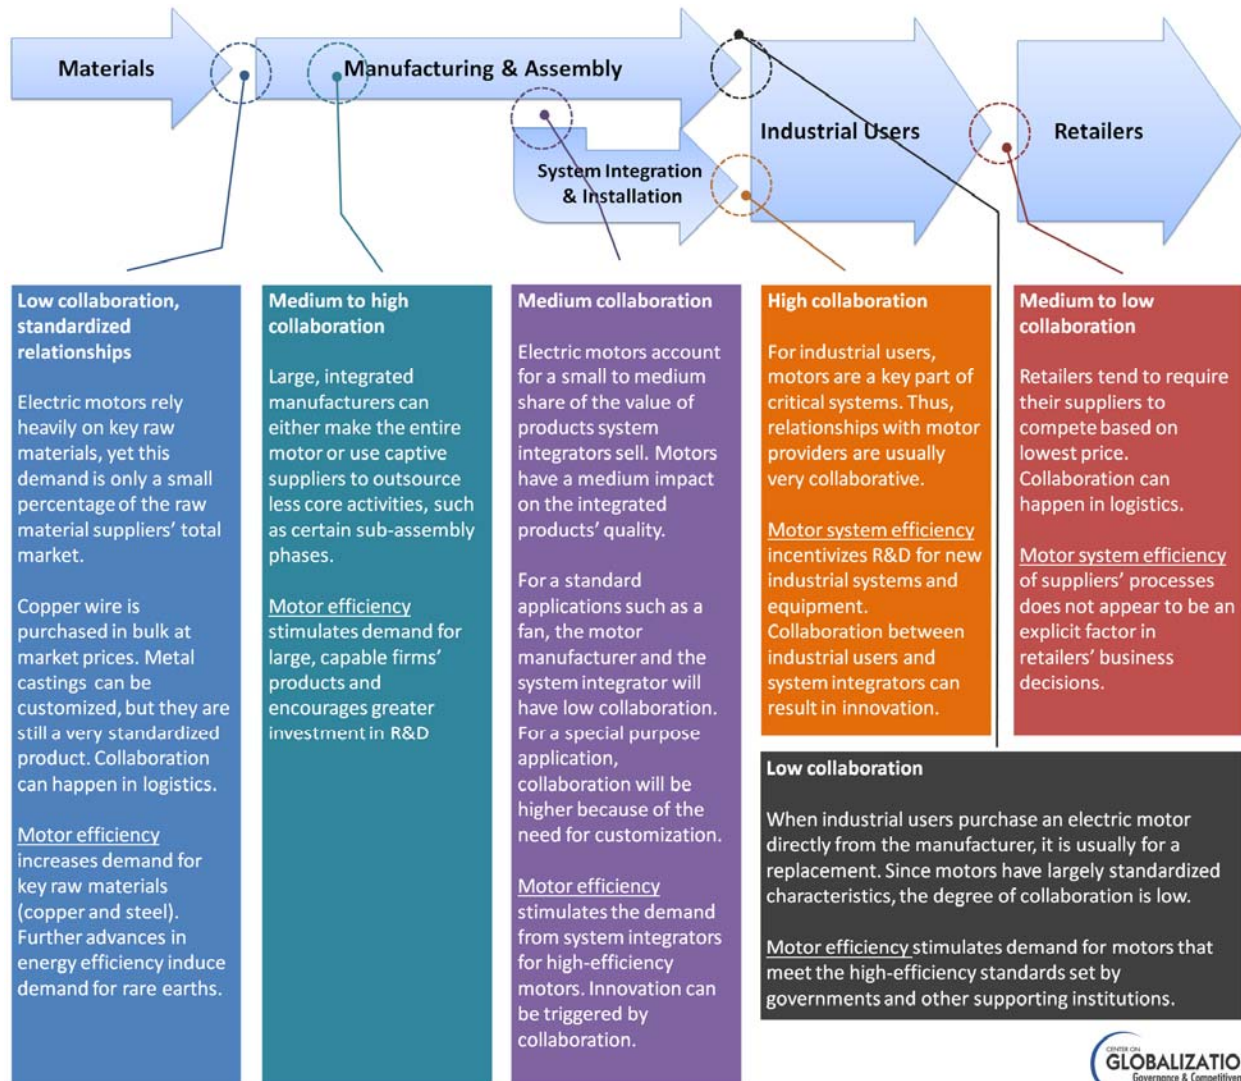 Materials
Manufacturing & Assembly
System Integration
& Installation
Industrial Users
Retailers
Low collaboration,
standardized
relationships
Electric motors rely
heavily on key raw
materials, yet this
demand is only a small
percentage of the raw
material suppliers' total
market.
Copper wire is
purchased in bulk at
market prices. Metal
castings can be
customized, but they are
still a very standardized
product. Collaboration
can happen in logistics.
Motor efficiency
increases demand for
key raw materials
(copper and steel).
Further advances in
energy efficiency induce
demand for rare earths.
Medium to high
collaboration
Large, integrated
manufacturers can
either make the entire
motor or use captive
suppliers to outsource
less core activities, such
as certain sub-assembly
phases.
Motor efficiency
stimulates demand for
large, capable firms'
products and
encourages greater
investment in R&D
Medium collaboration
Electric motors account
for a small to medium
share of the value of
products system
integrators sell. Motors
have a medium impact
on the integrated
products' quality.
For a standard
applications such as a
fan, the motor
manufacturer and the
system integrator will
have low collaboration.
For a special purpose
application,
collaboration will be
higher because of the
need for customization.
Motor efficiency
stimulates the demand
from system integrators
for high-efficiency
motors. Innovation can
be triggered by
collaboration.
High collaboration
For industrial users,
motors are a key part of
critical systems. Thus,
relationships with motor
providers are usually
very collaborative.
Motor system efficiency
incentivizes R&D for new
industrial systems and
equipment.
Collaboration between
industrial users and
system integrators can
result in innovation.
Medium to low
collaboration
Retailers tend to require
their suppliers to
compete based on
lowest price.
Collaboration can
happen in logistics.
Motor system efficiency
of suppliers' processes
does not appear to be an
explicit factor in
retailers' business
decisions.
Low collaboration
When industrial users purchase an electric motor
directly from the manufacturer, it is usually for a
replacement. Since motors have largely standardized
characteristics, the degree of collaboration is low.
Motor efficiency stimulates demand for motors that
meet the high-efficiency standards set by
governments and other supporting institutions.
CENTER ON
GLOBALIZATIO
Governance & Competitiven